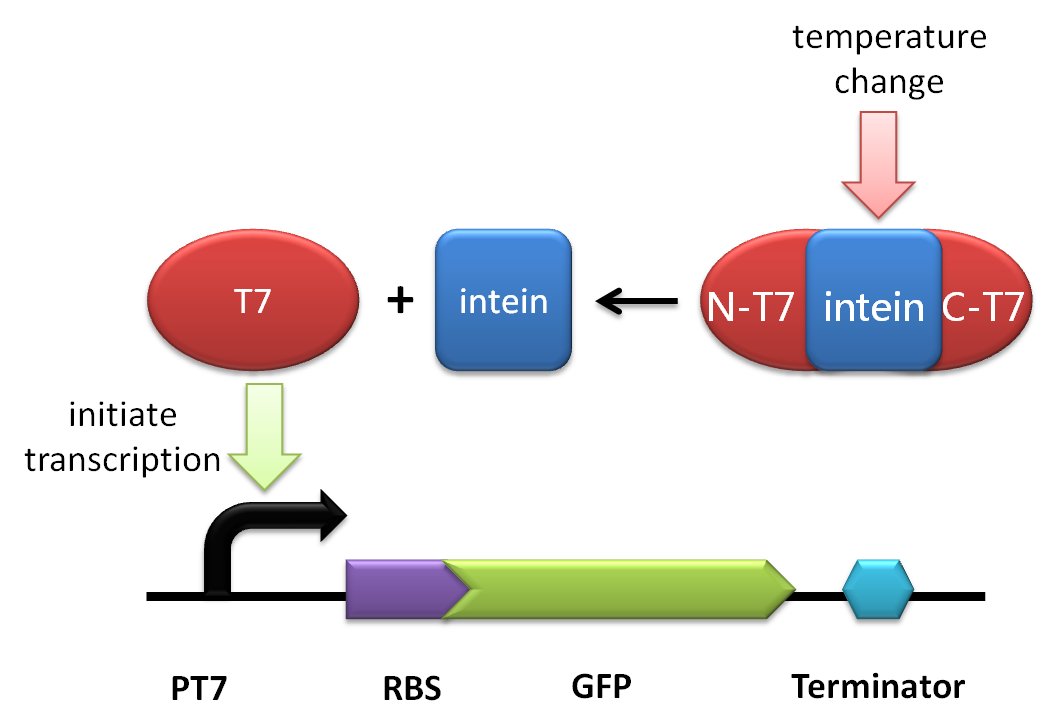 temperature
change
T7
+
intein
N-T7
intein
C-T7
initiate
transcription
PT7
RBS
GFP
Terminator